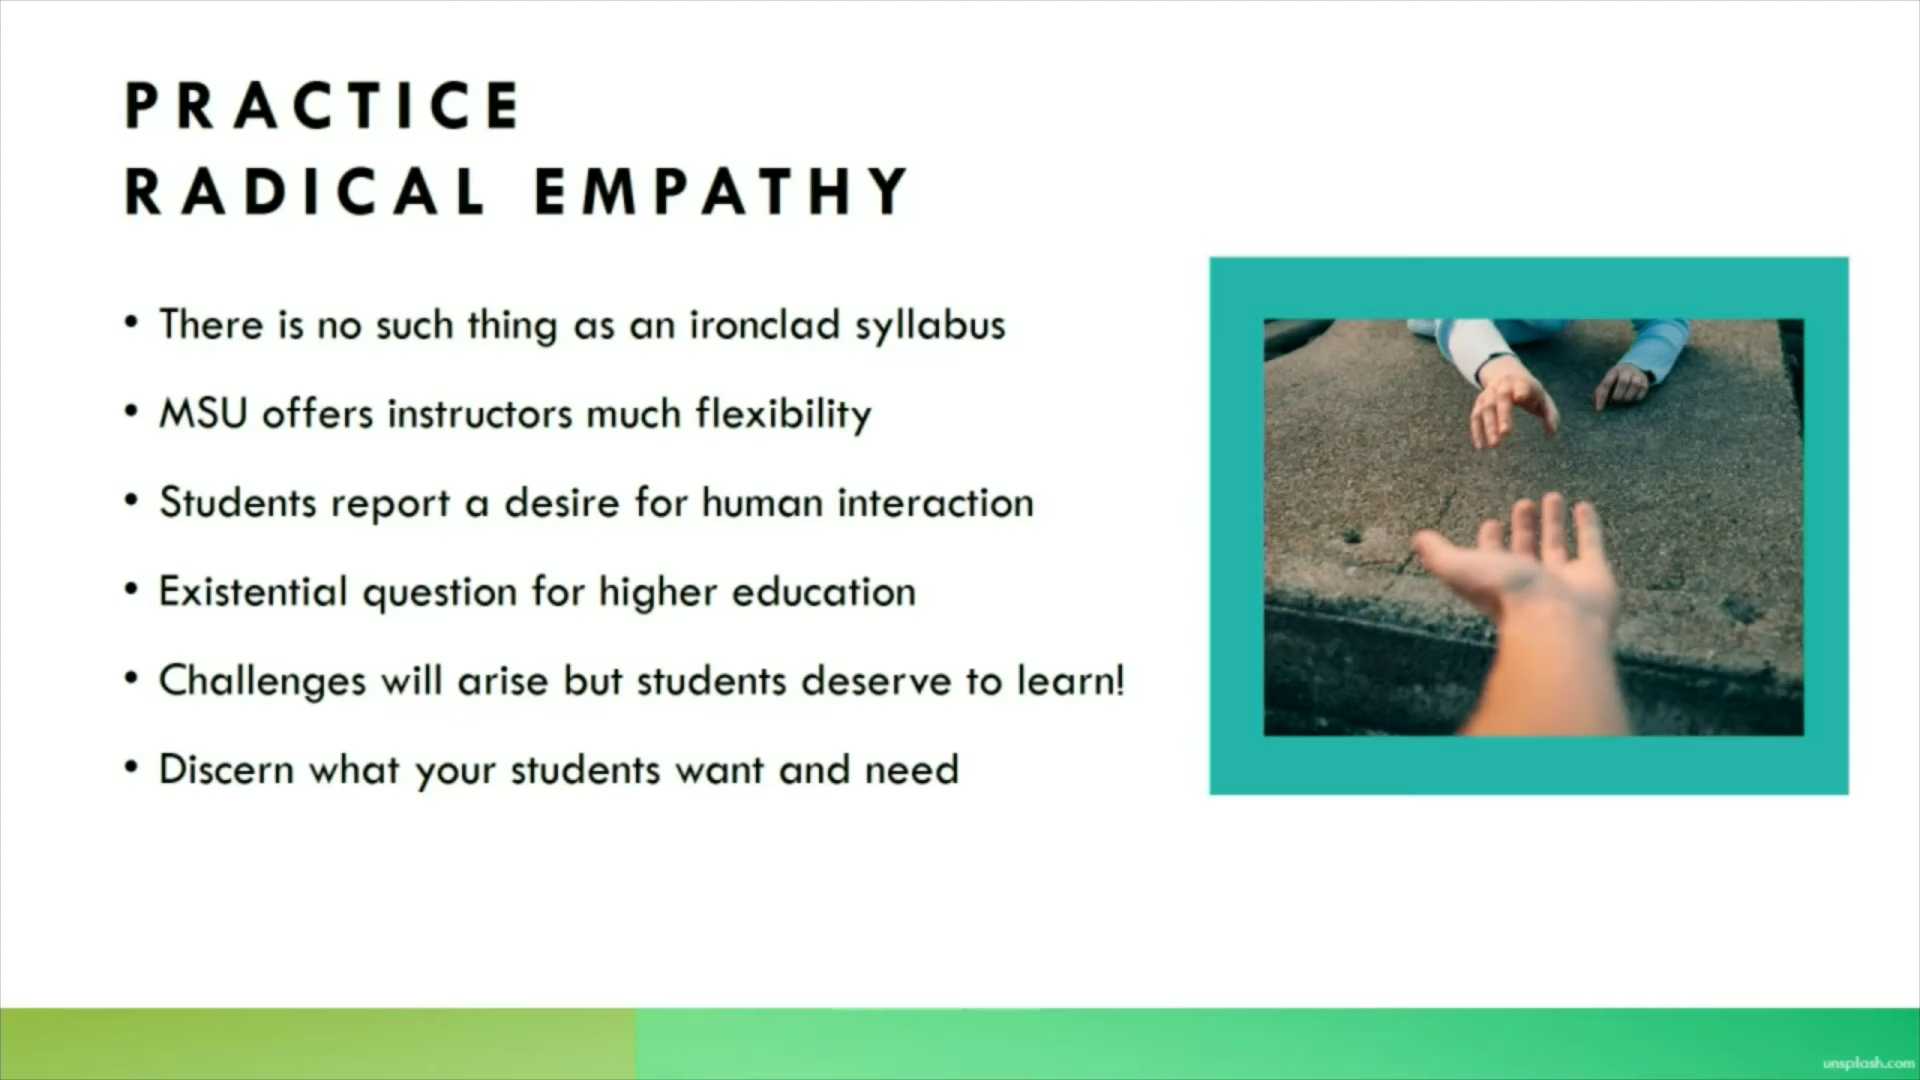 PRACTICE
RADICAL EMPATHY
• There is no such thing as an ironclad syllabus
• MSU offers instructors much flexibility
• Students report a desire for human interaction
• Existential question for higher education
• Challenges will arise but students deserve to learn!
• Discern what your students want and need
unsplash.com